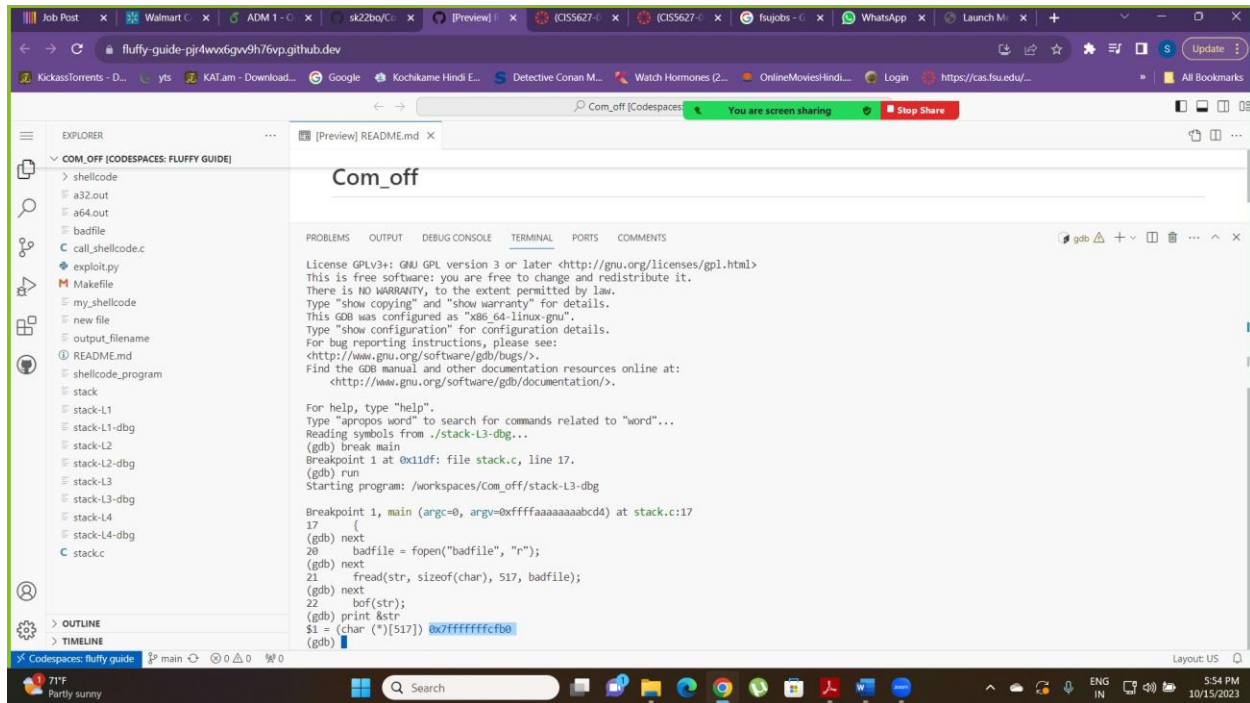 Job Post
Walmart C
ADM 1 - O
sk22bo/Co
[Preview] R
(CIS5627-0
(CIS5627-0
fsujobs - G
WhatsApp
Launch M
fluffy-guide-pjr4wvx6gvv9h76vp.github.dev
S
Update
KickassTorrents - D...
yts
KAT.am - Download...
Google
Kochikame Hindi E...
Detective Conan M...
Watch Hormones (2...
OnlineMoviesHindi...
Login
https://cas.fsu.edu/...
»
All Bookmarks
Com_off [Codespaces:
You are screen sharing
Stop Share
EXPLORER
[Preview] README.md
COM_OFF [CODESPACES: FLUFFY GUIDE]
shellcode
a32.out
a64.out
badfile
call_shellcode.c
exploit.py
Makefile
my_shellcode
new file
output_filename
README.md
shellcode_program
stack
stack-L1
stack-L1-dbg
stack-L2
stack-L2-dbg
stack-L3
stack-L3-dbg
stack-L4
stack-L4-dbg
stack.c
OUTLINE
TIMELINE
Com_off
PROBLEMS OUTPUT DEBUG CONSOLE TERMINAL PORTS COMMENTS
gdb
License GPLv3+: GNU GPL version 3 or later <http://gnu.org/licenses/gpl.html>
This is free software: you are free to change and redistribute it.
There is NO WARRANTY, to the extent permitted by law.
Type "show copying" and "show warranty" for details.
This GDB was configured as "x86_64-linux-gnu".
Type "show configuration" for configuration details.
For bug reporting instructions, please see:
<http://www.gnu.org/software/gdb/bugs/>.
Find the GDB manual and other documentation resources online at:
<http://www.gnu.org/software/gdb/documentation/>.
For help, type "help".
Type "apropos word" to search for commands related to "word"...
Reading symbols from ./stack-L3-dbg...
(gdb) break main
Breakpoint 1 at 0x11df: file stack.c, line 17.
(gdb) run
Starting program: /workspaces/Com_off/stack-L3-dbg
Breakpoint 1, main (argc=0, argv=0xffffaaaaaaaabcd4) at stack.c:17
17 {
(gdb) next
20 badfile = fopen("badfile", "r");
(gdb) next
21 fread(str, sizeof(char), 517, badfile);
(gdb) next
22 bof(str);
(gdb) print &str
$1 = (char (*)[517]) 0x7fffffffcfb0
(gdb)
Codespaces: fluffy guide
main
0 0
0
Layout: US
71°F
Partly sunny
Search
ENG
IN
5:54 PM
10/15/2023